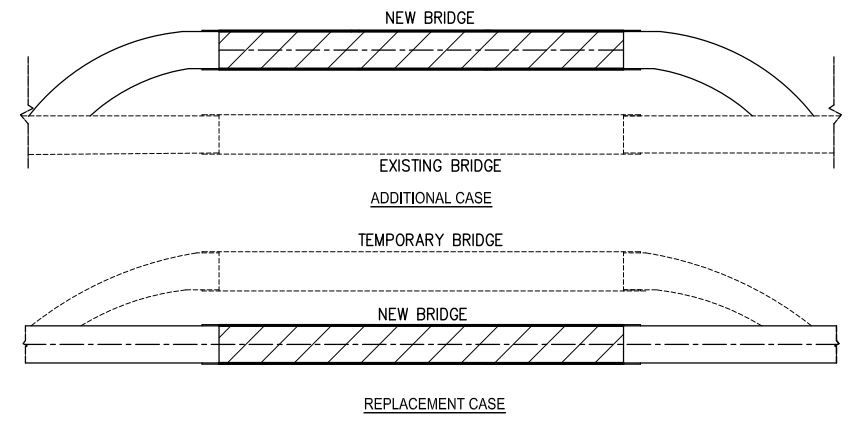 NEW BRIDGE
EXISTING BRIDGE
ADDITIONAL CASE
TEMPORARY BRIDGE
NEW BRIDGE
REPLACEMENT CASE